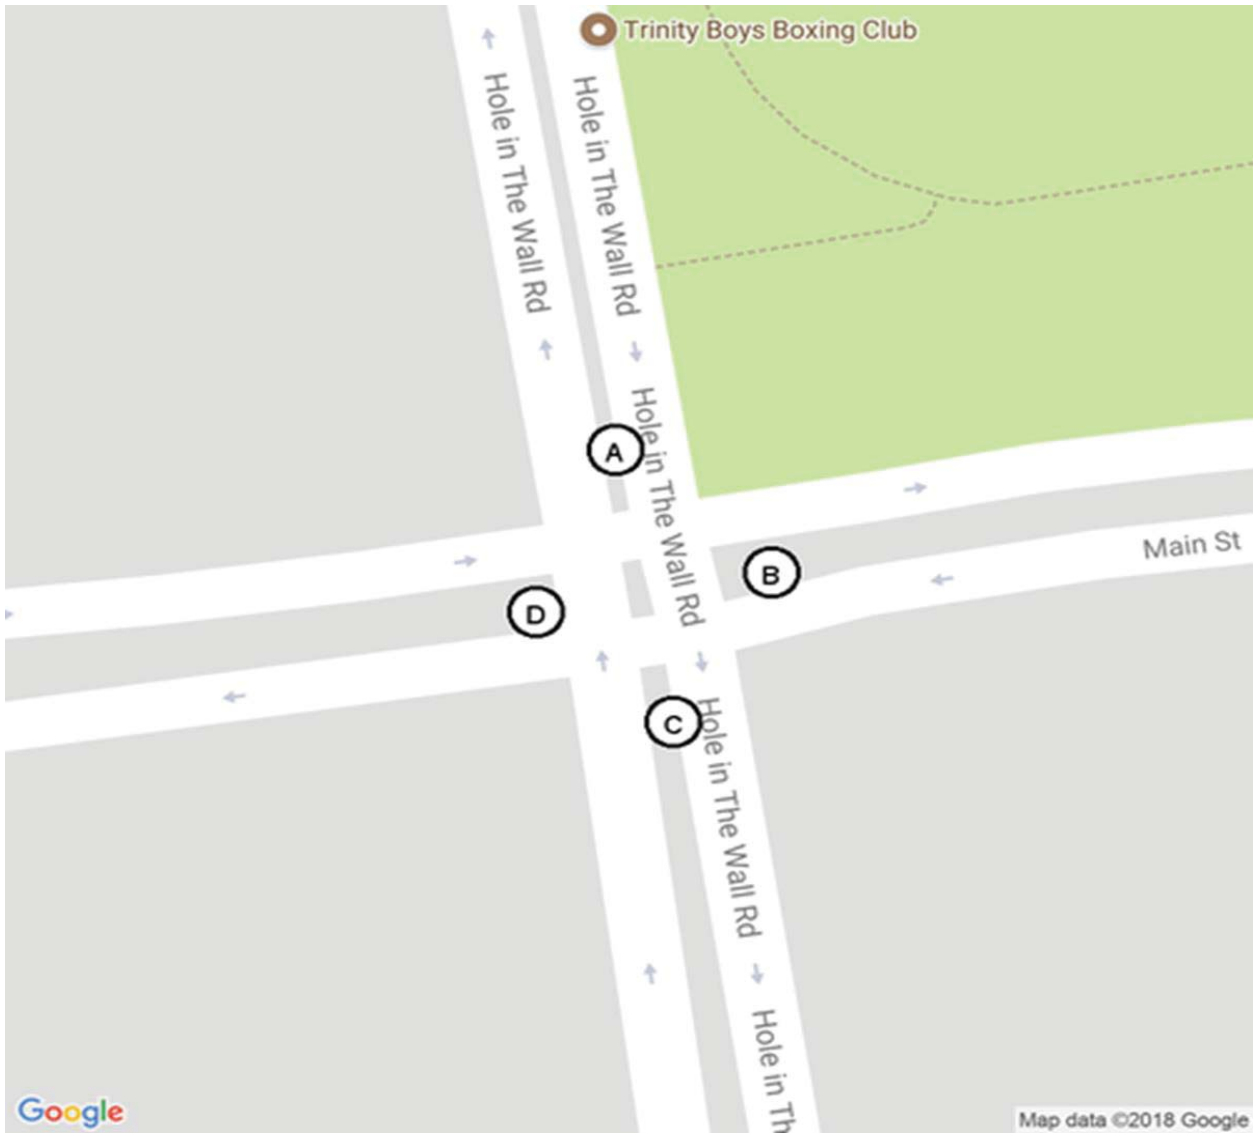 Trinity Boys Boxing Club
Hole in The Wall Rd
Hole in The Wall Rd
Hole in The Wall Rd
A
B
Main St
D
C
Hole in The Wall Rd
Hole in Th
Google
Map data ©2018 Google